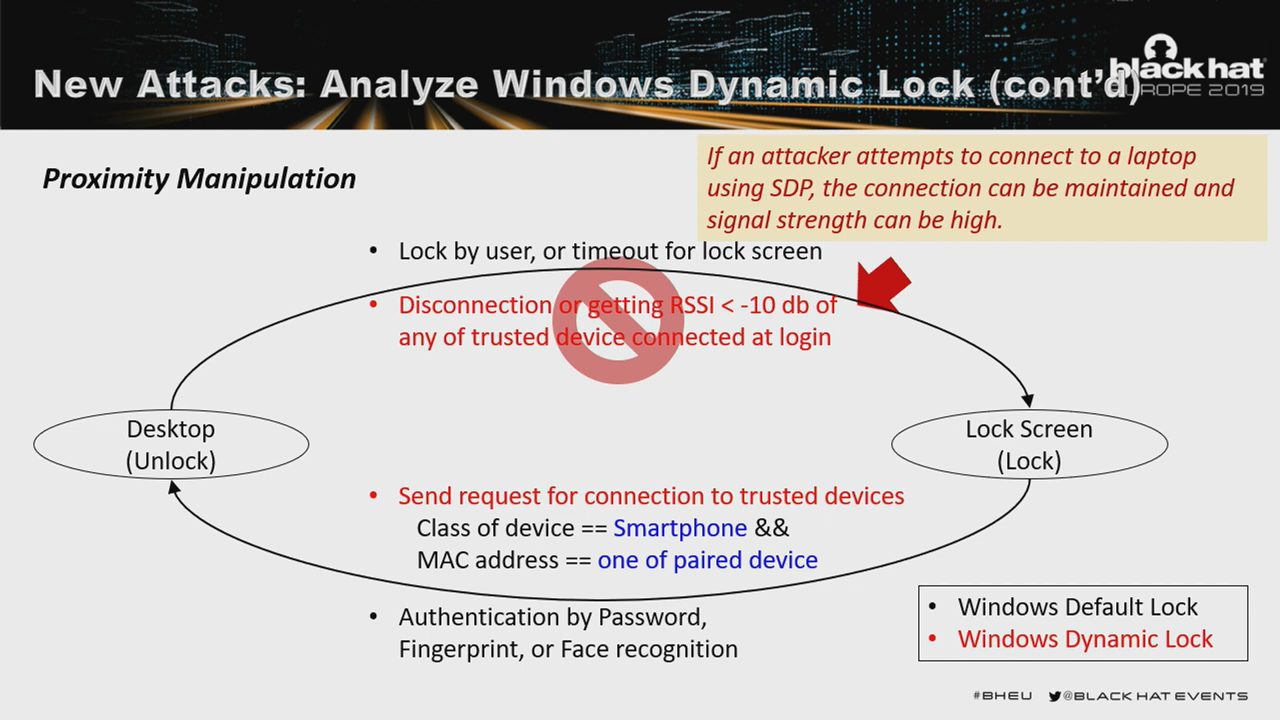 New Attacks: Analyze Windows Dynamic Lock (cont'd)
black hat
EUROPE 2019
Proximity Manipulation
If an attacker attempts to connect to a laptop
using SDP, the connection can be maintained and
signal strength can be high.
• Lock by user, or timeout for lock screen
• Disconnection or getting RSSI < -10 db of
any of trusted device connected at login
Desktop
(Unlock)
Lock Screen
(Lock)
• Send request for connection to trusted devices
Class of device == Smartphone &&
MAC address == one of paired device
• Authentication by Password,
Fingerprint, or Face recognition
• Windows Default Lock
• Windows Dynamic Lock
#BHEU @BLACK HAT EVENTS